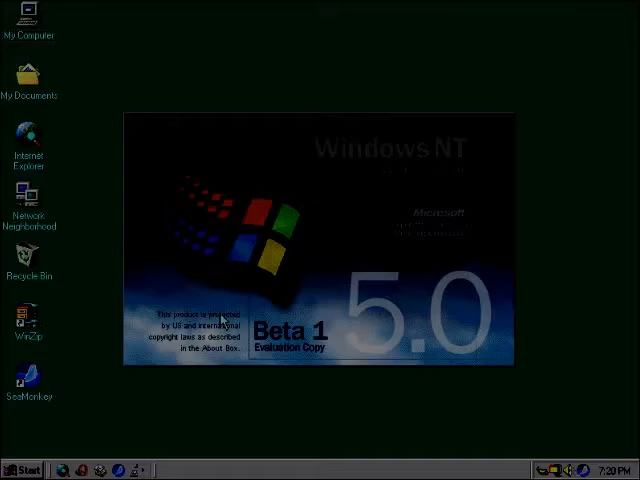 My Computer
My Documents
Internet
Explorer
Network
Neighborhood
Recycle Bin
WinZip
SeaMonkey
Windows NT
Microsoft
5.0
This product is protected
by US and international
copyright laws as described
in the About Box.
Beta 1
Evaluation Copy
Start
7:20 PM